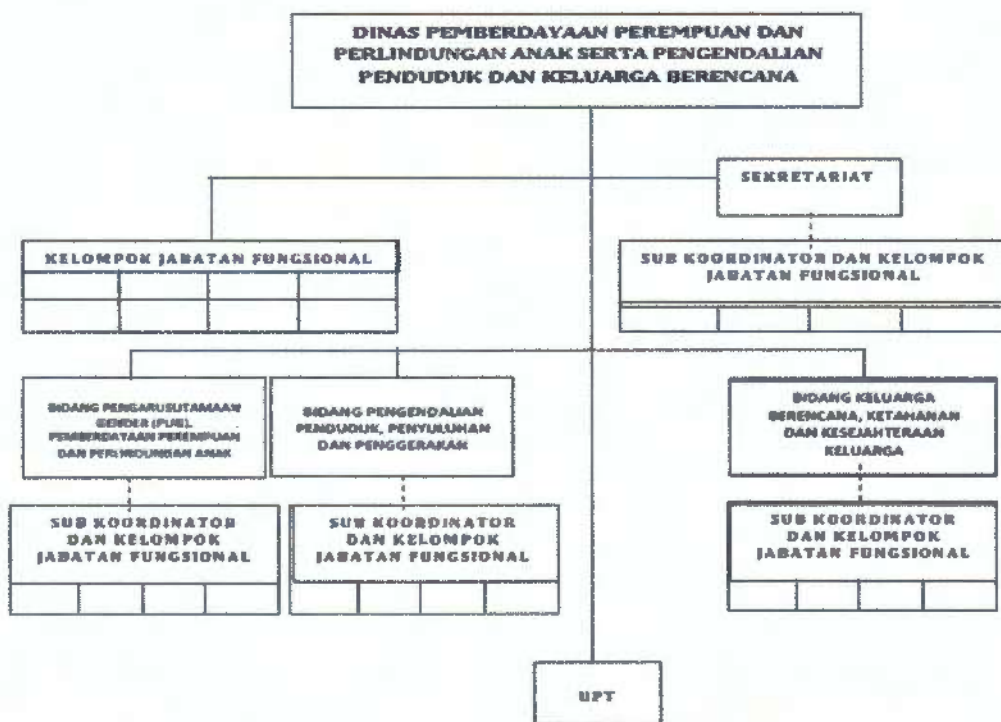 DINAS PEMBERDAYAAN PEREMPUAN DAN
PERLINDUNGAN ANAK SERTA PENGENDALIAN
PENDUDUK DAN KELUARGA BERENCANA
SEKRETARIAT
KELOMPOK JABATAN FUNGSIONAL
SUB KOORDINATOR DAN KELOMPOK
JABATAN FUNGSIONAL
BIDANG PENGARUSUTAMAAN
GENDER (PUG),
PEMBERDAYAAN PEREMPUAN
DAN PERLINDUNGAN ANAK
BIDANG PENGENDALIAN
PENDUDUK, PENYULUHAN
DAN PENGGERAKAN
BIDANG KELUARGA
BERENCANA, KETAHANAN
DAN KESEJAHTERAAN
KELUARGA
SUB KOORDINATOR
DAN KELOMPOK
JABATAN FUNGSIONAL
SUB KOORDINATOR
DAN KELOMPOK
JABATAN FUNGSIONAL
SUB KOORDINATOR
DAN KELOMPOK
JABATAN FUNGSIONAL
UPT